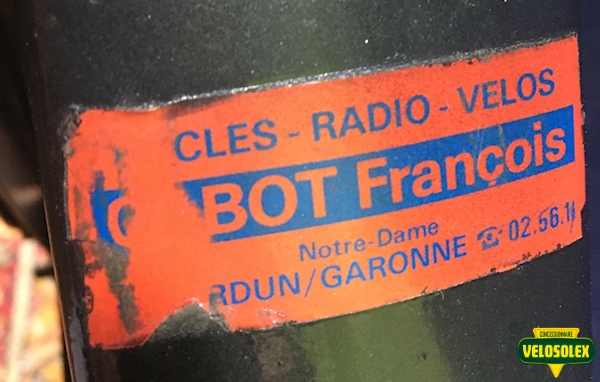 CLES - RADIO - VELOS
BOT François
Notre-Dame
RDUN/GARONNE ☎ 02.56.1
CONCESSIONNAIRE
VELOSOLEX